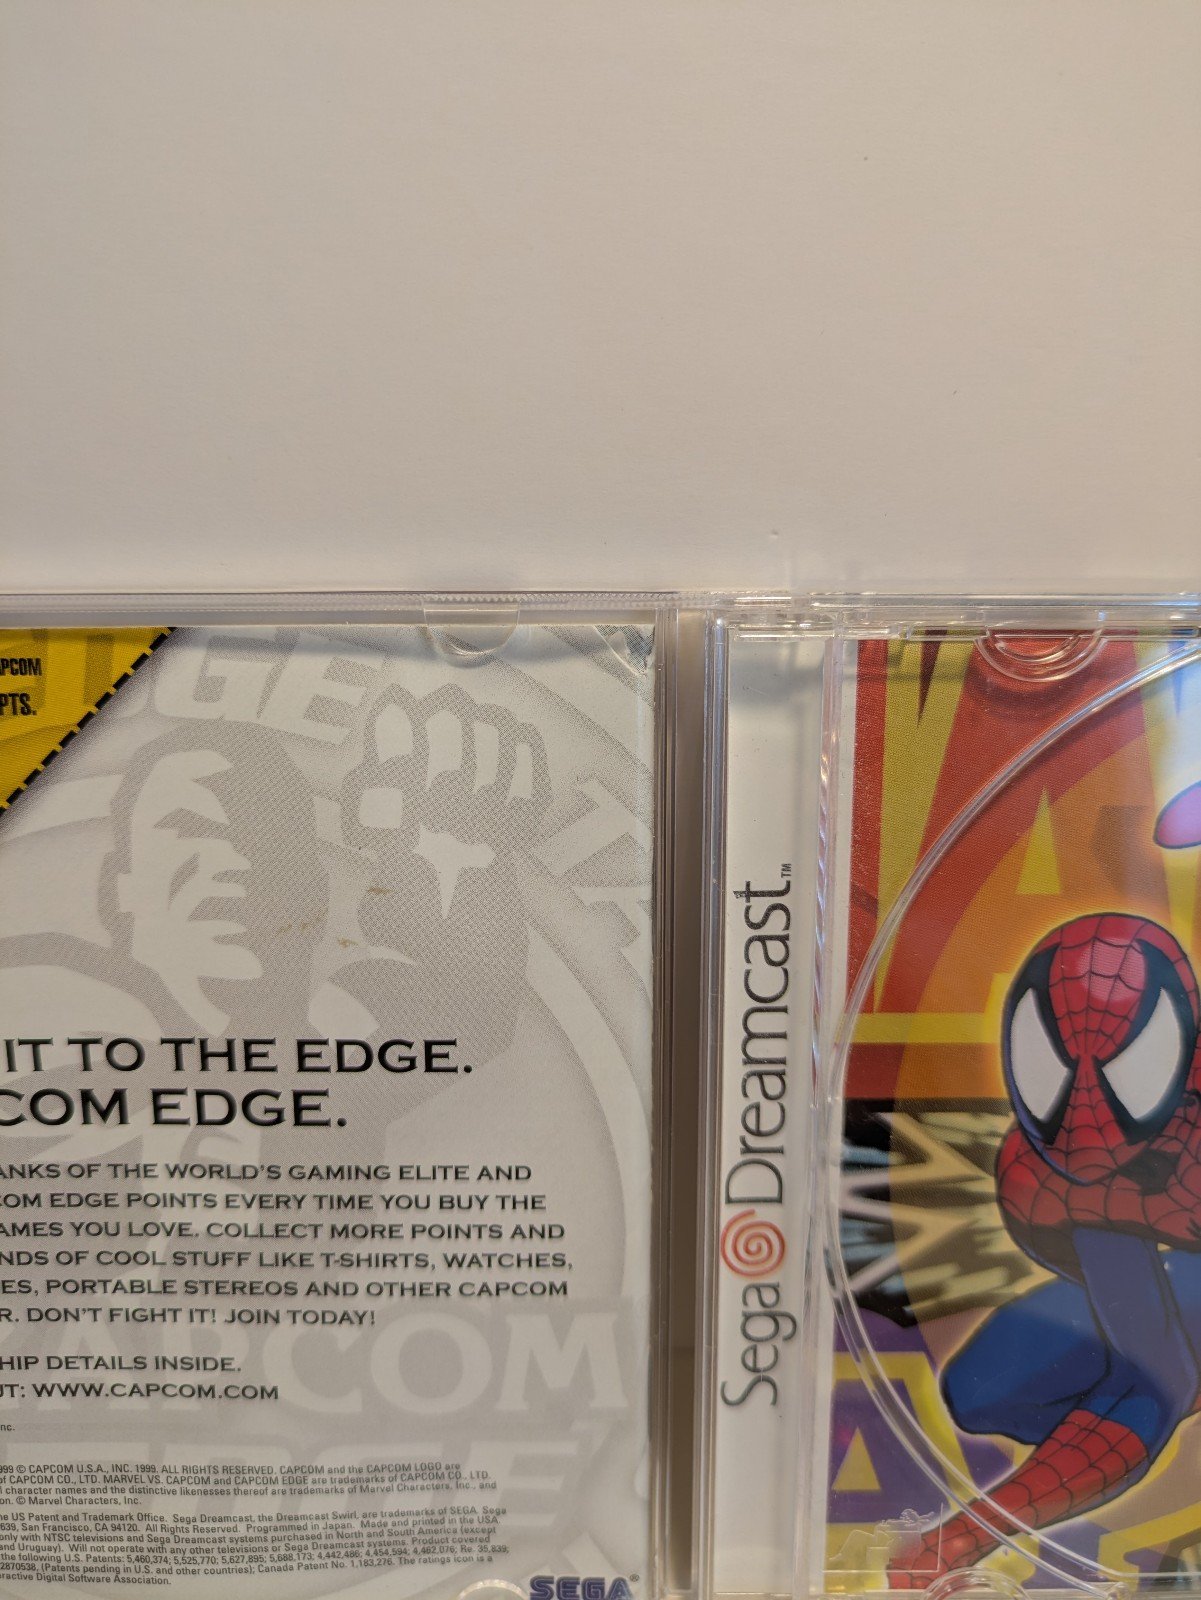 APCOM
PTS.
EDGE
IT TO THE EDGE.
COM EDGE.
ANKS OF THE WORLD'S GAMING ELITE AND
COM EDGE POINTS EVERY TIME YOU BUY THE
AMES YOU LOVE. COLLECT MORE POINTS AND
NDS OF COOL STUFF LIKE T-SHIRTS, WATCHES,
ES, PORTABLE STEREOS AND OTHER CAPCOM
R. DON'T FIGHT IT! JOIN TODAY!
HIP DETAILS INSIDE.
UT: WWW.CAPCOM.COM
CAPCOM
EDGE
nc.
999 © CAPCOM U.S.A., INC. 1999. ALL RIGHTS RESERVED. CAPCOM and the CAPCOM LOGO are
of CAPCOM CO., LTD. MARVEL VS. CAPCOM and CAPCOM EDGE are trademarks of CAPCOM CO., LTD.
l character names and the distinctive likenesses thereof are trademarks of Marvel Characters, Inc., and
on. © Marvel Characters, Inc.
he US Patent and Trademark Office. Sega Dreamcast, the Dreamcast Swirl, are trademarks of SEGA. Sega
639, San Francisco, CA 94120. All Rights Reserved. Programmed in Japan. Made and printed in the USA.
only with NTSC televisions and Sega Dreamcast systems purchased in North and South America (except
and Uruguay). Will not operate with any other televisions or Sega Dreamcast systems. Product covered
the following U.S. Patents: 5,460,374; 5,525,770; 5,627,895; 5,688,173; 4,442,486; 4,454,594; 4,462,076; Re. 35,839;
2870538, (Patents pending in U.S. and other countries); Canada Patent No. 1,183,276. The ratings icon is a
eractive Digital Software Association.
SEGA®
Sega Dreamcast™